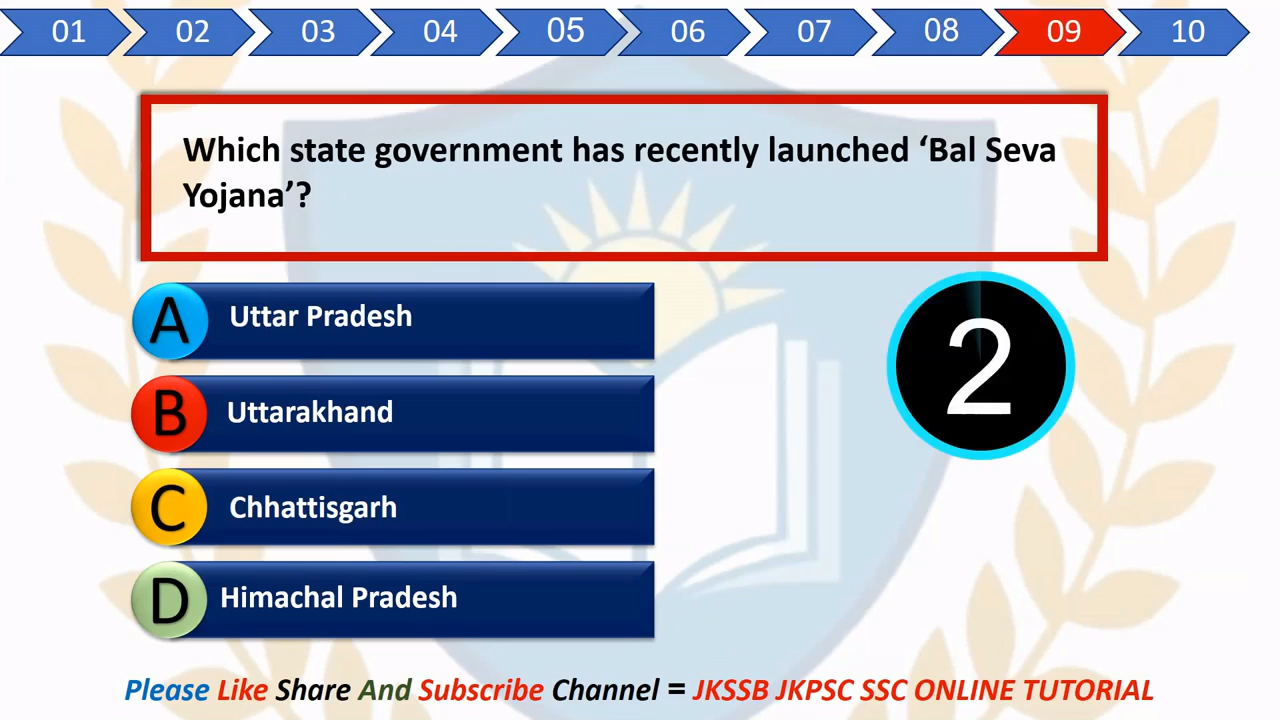 01 02 03 04 05 06 07 08 09 10
Which state government has recently launched ‘Bal Seva
Yojana’?
A Uttar Pradesh
2
B Uttarakhand
C Chhattisgarh
D Himachal Pradesh
Please Like Share And Subscribe Channel = JKSSB JKPSC SSC ONLINE TUTORIAL